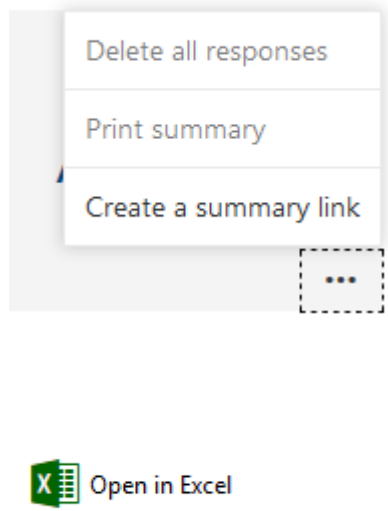 Delete all responses
Print summary
Create a summary link
•••
X
Open in Excel